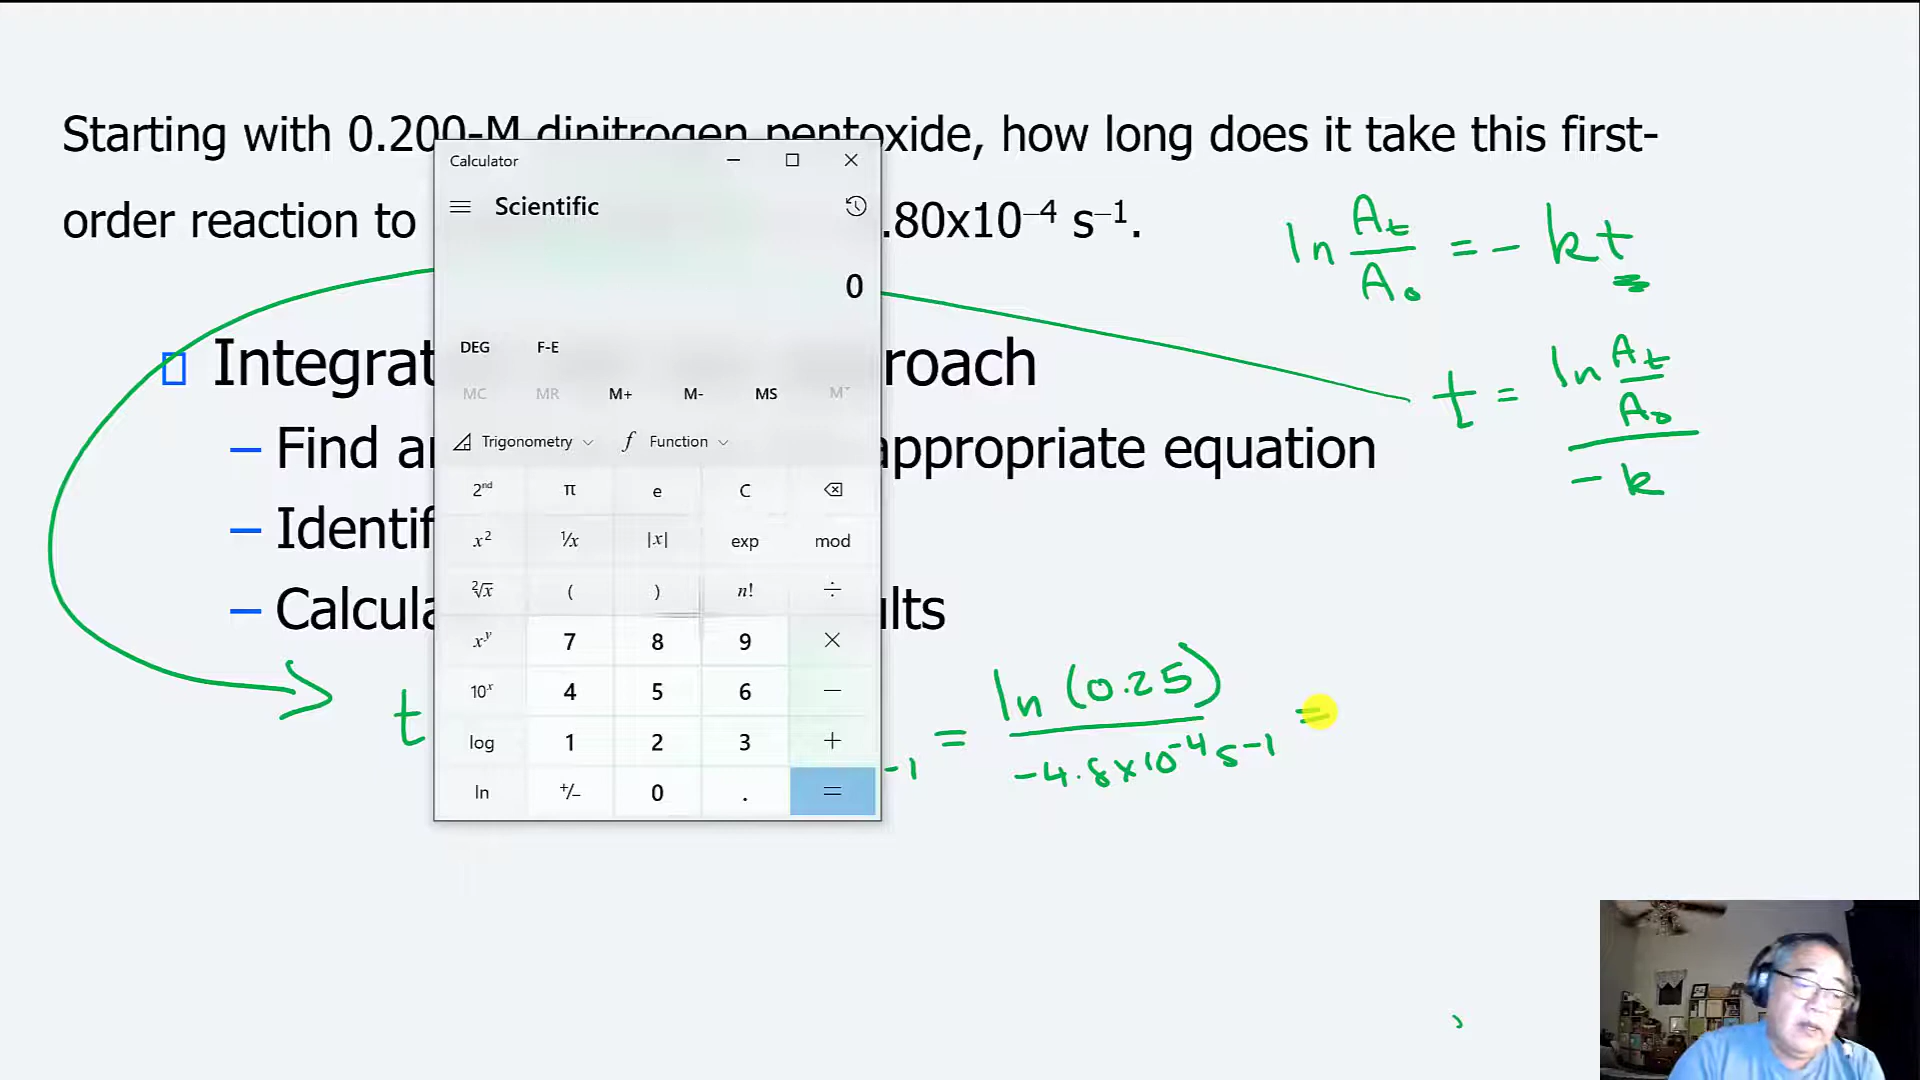 Starting with 0.200-M dinitrogen pentoxide, how long does it take this first-
order reaction to .80x10⁻⁴ s⁻¹.
ln At/A₀ = - kt
t = ln At/A₀ / - k
Integrat roach
– Find a appropriate equation
– Identif
– Calcula ults
t -1 = ln (0.25) / -4.8x10⁻⁴ s⁻¹ =
Calculator
Scientific
0
DEG F-E
MC MR M+ M- MS M˅
Trigonometry f Function
2ⁿᵈ π e C
x² ¹/x |x| exp mod
²√x ( ) n! ÷
xʸ 7 8 9 ×
10ˣ 4 5 6 −
log 1 2 3 +
ln +/− 0 . =